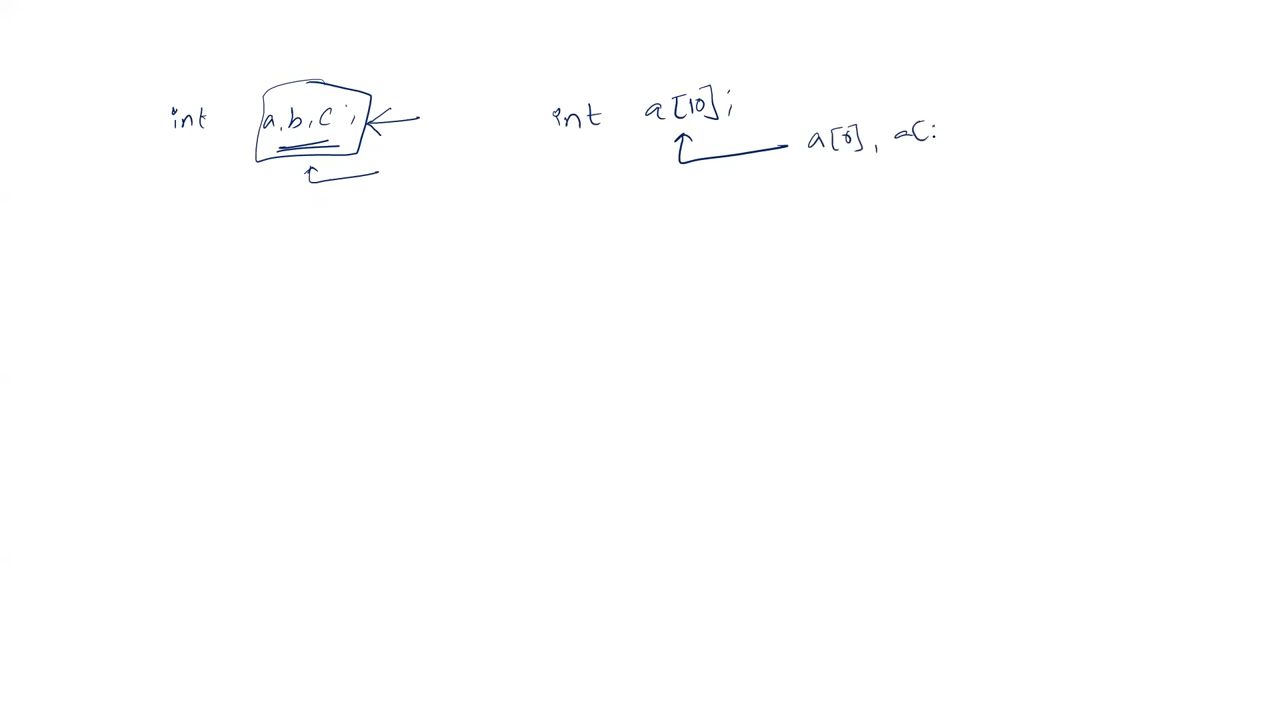 int a,b,c; int a[10];
a[0],